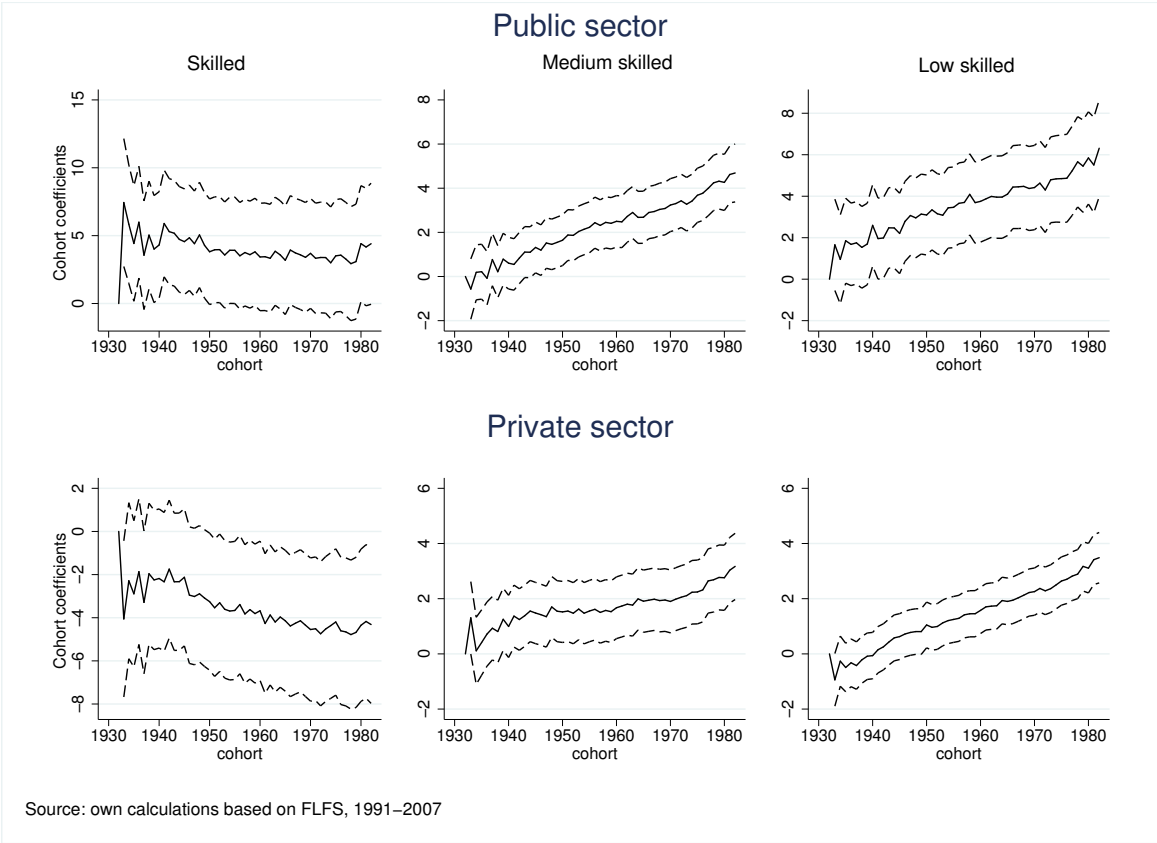 Public sector
Skilled
Medium skilled
Low skilled
Cohort coefficients
15
10
5
0
1930 1940 1950 1960 1970 1980
cohort
8
6
4
2
0
-2
1930 1940 1950 1960 1970 1980
cohort
8
6
4
2
0
-2
1930 1940 1950 1960 1970 1980
cohort
Private sector
Cohort coefficients
2
0
-2
-4
-6
-8
1930 1940 1950 1960 1970 1980
cohort
6
4
2
0
-2
1930 1940 1950 1960 1970 1980
cohort
6
4
2
0
-2
1930 1940 1950 1960 1970 1980
cohort
Source: own calculations based on FLFS, 1991−2007